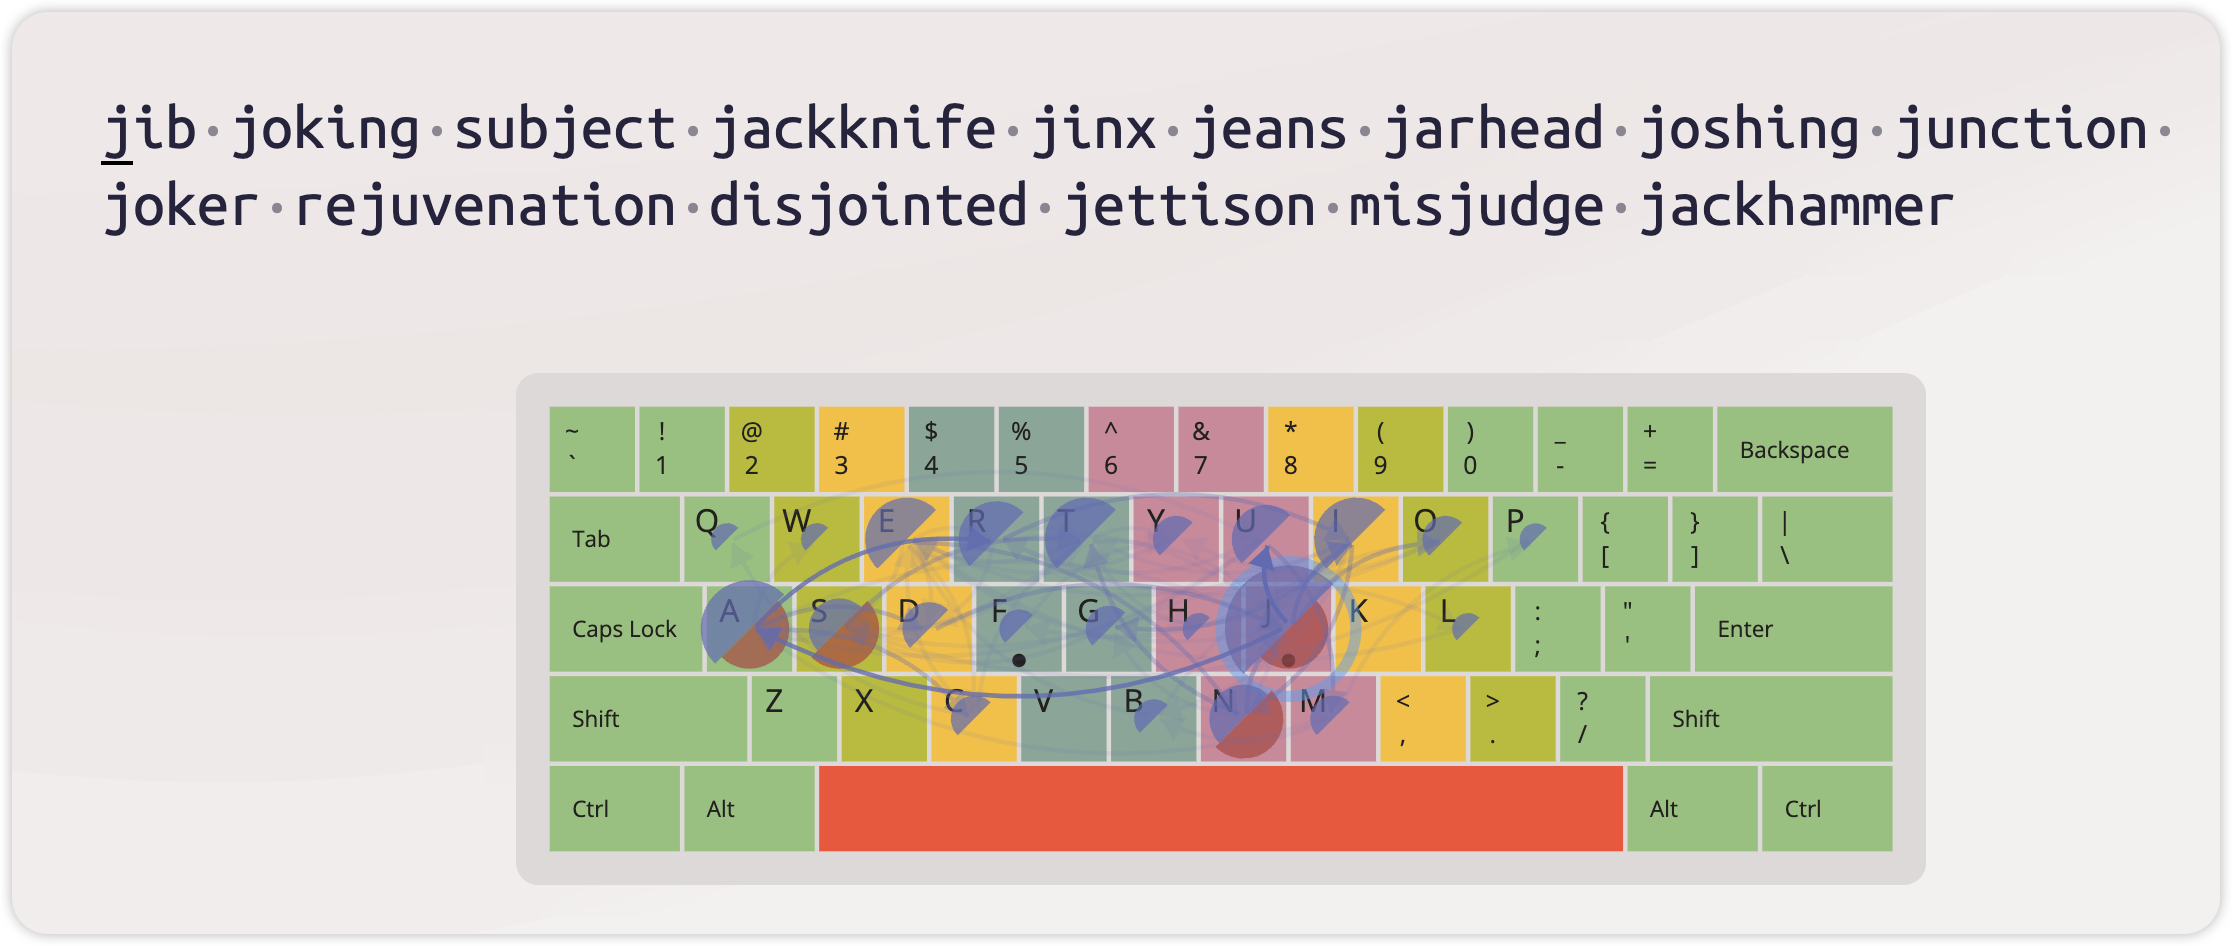 jib·joking·subject·jackknife·jinx·jeans·jarhead·joshing·junction·
joker·rejuvenation·disjointed·jettison·misjudge·jackhammer
~ ! @ # $ % ^ & * ( ) _ +
` 1 2 3 4 5 6 7 8 9 0 - = Backspace
Tab Q W E R T Y U I O P { } |
[ ] \
Caps Lock A S D F G H J K L : " Enter
; '
Shift Z X C V B N M < > ? Shift
, . /
Ctrl Alt Alt Ctrl